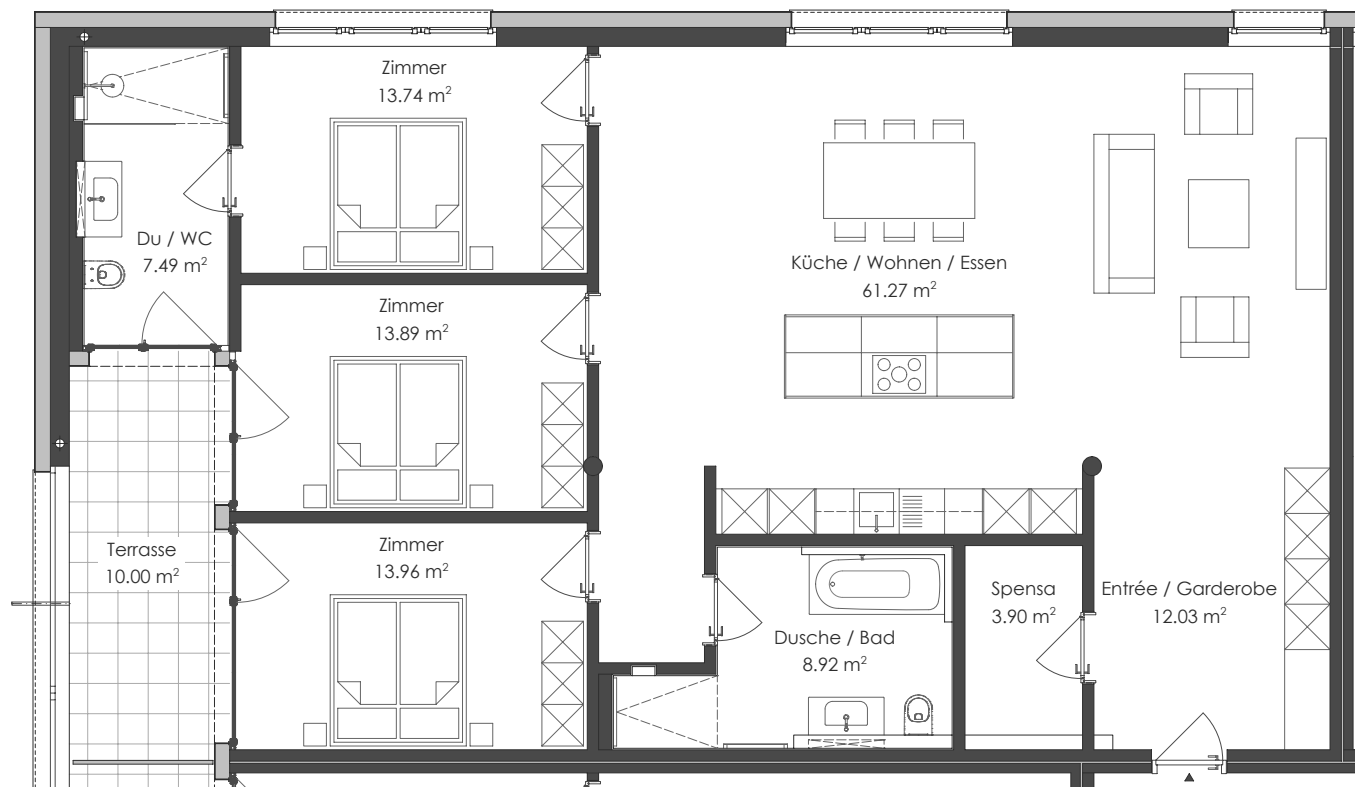 Zimmer
13.74 m²
Du / WC
7.49 m²
Küche / Wohnen / Essen
61.27 m²
Zimmer
13.89 m²
Terrasse
10.00 m²
Zimmer
13.96 m²
Dusche / Bad
8.92 m²
Spensa
3.90 m²
Entrée / Garderobe
12.03 m²